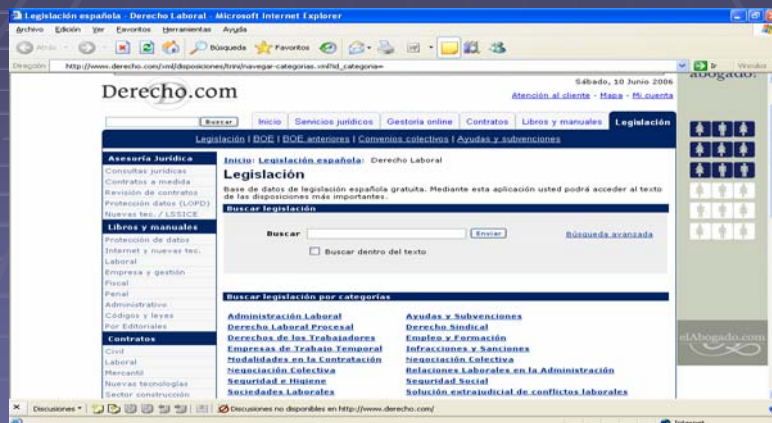 Legislación española - Derecho Laboral - Microsoft Internet Explorer
Archivo Edición Ver Favoritos Herramientas Ayuda
Atrás Búsqueda Favoritos
Dirección http://www.derecho.com/xml/disposiciones/trini/navegar-categorias.xml?id_categoria= Ir Vínculos
abogado:
Derecho.com
Sábado, 10 Junio 2006
Atención al cliente - Mapa - Mi cuenta
Buscar Inicio Servicios jurídicos Gestoría online Contratos Libros y manuales Legislación
Legislación | BOE | BOE anteriores | Convenios colectivos | Ayudas y subvenciones
Asesoría Jurídica
Consultas jurídicas
Contratos a medida
Revisión de contratos
Protección datos (LOPD)
Nuevas tec. / LSSICE
Libros y manuales
Protección de datos
Internet y nuevas tec.
Laboral
Empresa y gestión
Fiscal
Penal
Administrativo
Códigos y leyes
Por Editoriales
Contratos
Civil
Laboral
Mercantil
Nuevas tecnologías
Sector construcción
Inicio: Legislación española: Derecho Laboral
Legislación
Base de datos de legislación española gratuita. Mediante esta aplicación usted podrá acceder al texto
de las disposiciones más importantes.
Buscar legislación
Buscar Enviar Búsqueda avanzada
Buscar dentro del texto
Buscar legislación por categorías
Administración Laboral Ayudas y Subvenciones
Derecho Laboral Procesal Derecho Sindical
Derechos de los Trabajadores Empleo y Formación
Empresas de Trabajo Temporal Infracciones y Sanciones
Modalidades en la Contratación Negociación Colectiva
Negociación Colectiva Relaciones Laborales en la Administración
Seguridad e Higiene Seguridad Social
Sociedades Laborales Solución extrajudicial de conflictos laborales
elAbogado.com
Discusiones Discusiones no disponibles en http://www.derecho.com/
Internet